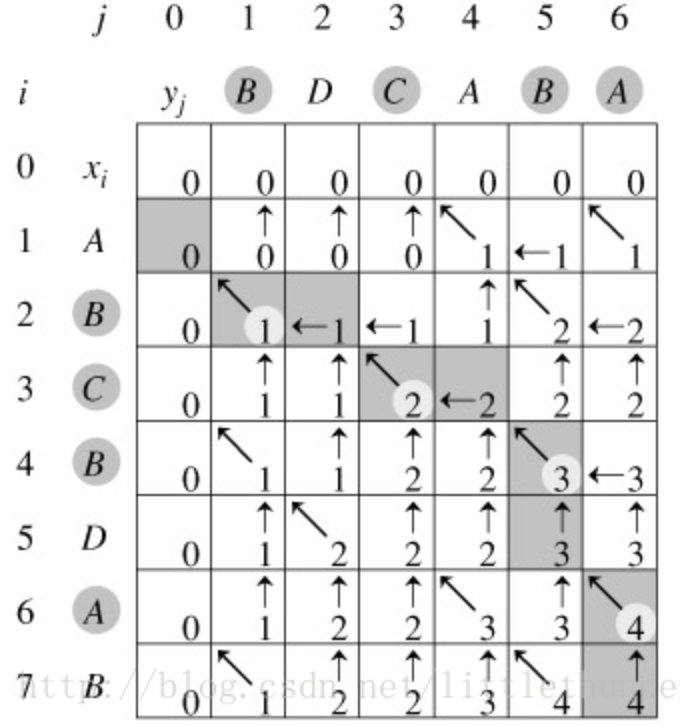 j 0 1 2 3 4 5 6
i yj B D C A B A
0 xi 0 0 0 0 0 0 0
1 A 0 ↑0 ↑0 ↑0 ↖1 ←1 ↖1
2 B 0 ↖1 ←1 ←1 ↑1 ↖2 ←2
3 C 0 ↑1 ↑1 ↖2 ←2 ↑2 ↑2
4 B 0 ↖1 ↑1 ↑2 ↑2 ↖3 ←3
5 D 0 ↑1 ↖2 ↑2 ↑2 ↑3 ↑3
6 A 0 ↑1 ↑2 ↑2 ↖3 ↑3 ↖4
7 B 0 ↖1 ↑2 ↑2 ↑3 ↖4 ↑4
http://blog.csdn.net/littlethunder